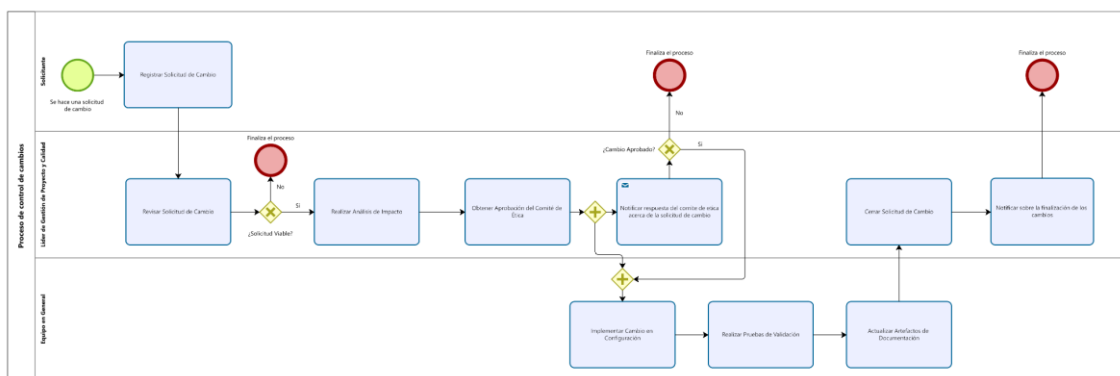 Proceso de control de cambios
Solicitante
Se hace una solicitud
de cambio
Registrar Solicitud de Cambio
Finaliza el proceso
No
Finaliza el proceso
Líder de Gestión de Proyecto y Calidad
Revisar Solicitud de Cambio
Finaliza el proceso
No
¿Solicitud Viable?
Si
Realizar Análisis de Impacto
Obtener Aprobación del Comité de
Ética
¿Cambio Aprobado?
Si
Notificar respuesta del comite de etica
acerca de la solicitud de cambio
Cerrar Solicitud de Cambio
Notificar sobre la finalización de los
cambios
Equipo en General
Implementar Cambio en
Configuración
Realizar Pruebas de Validación
Actualizar Artefactos de
Documentación